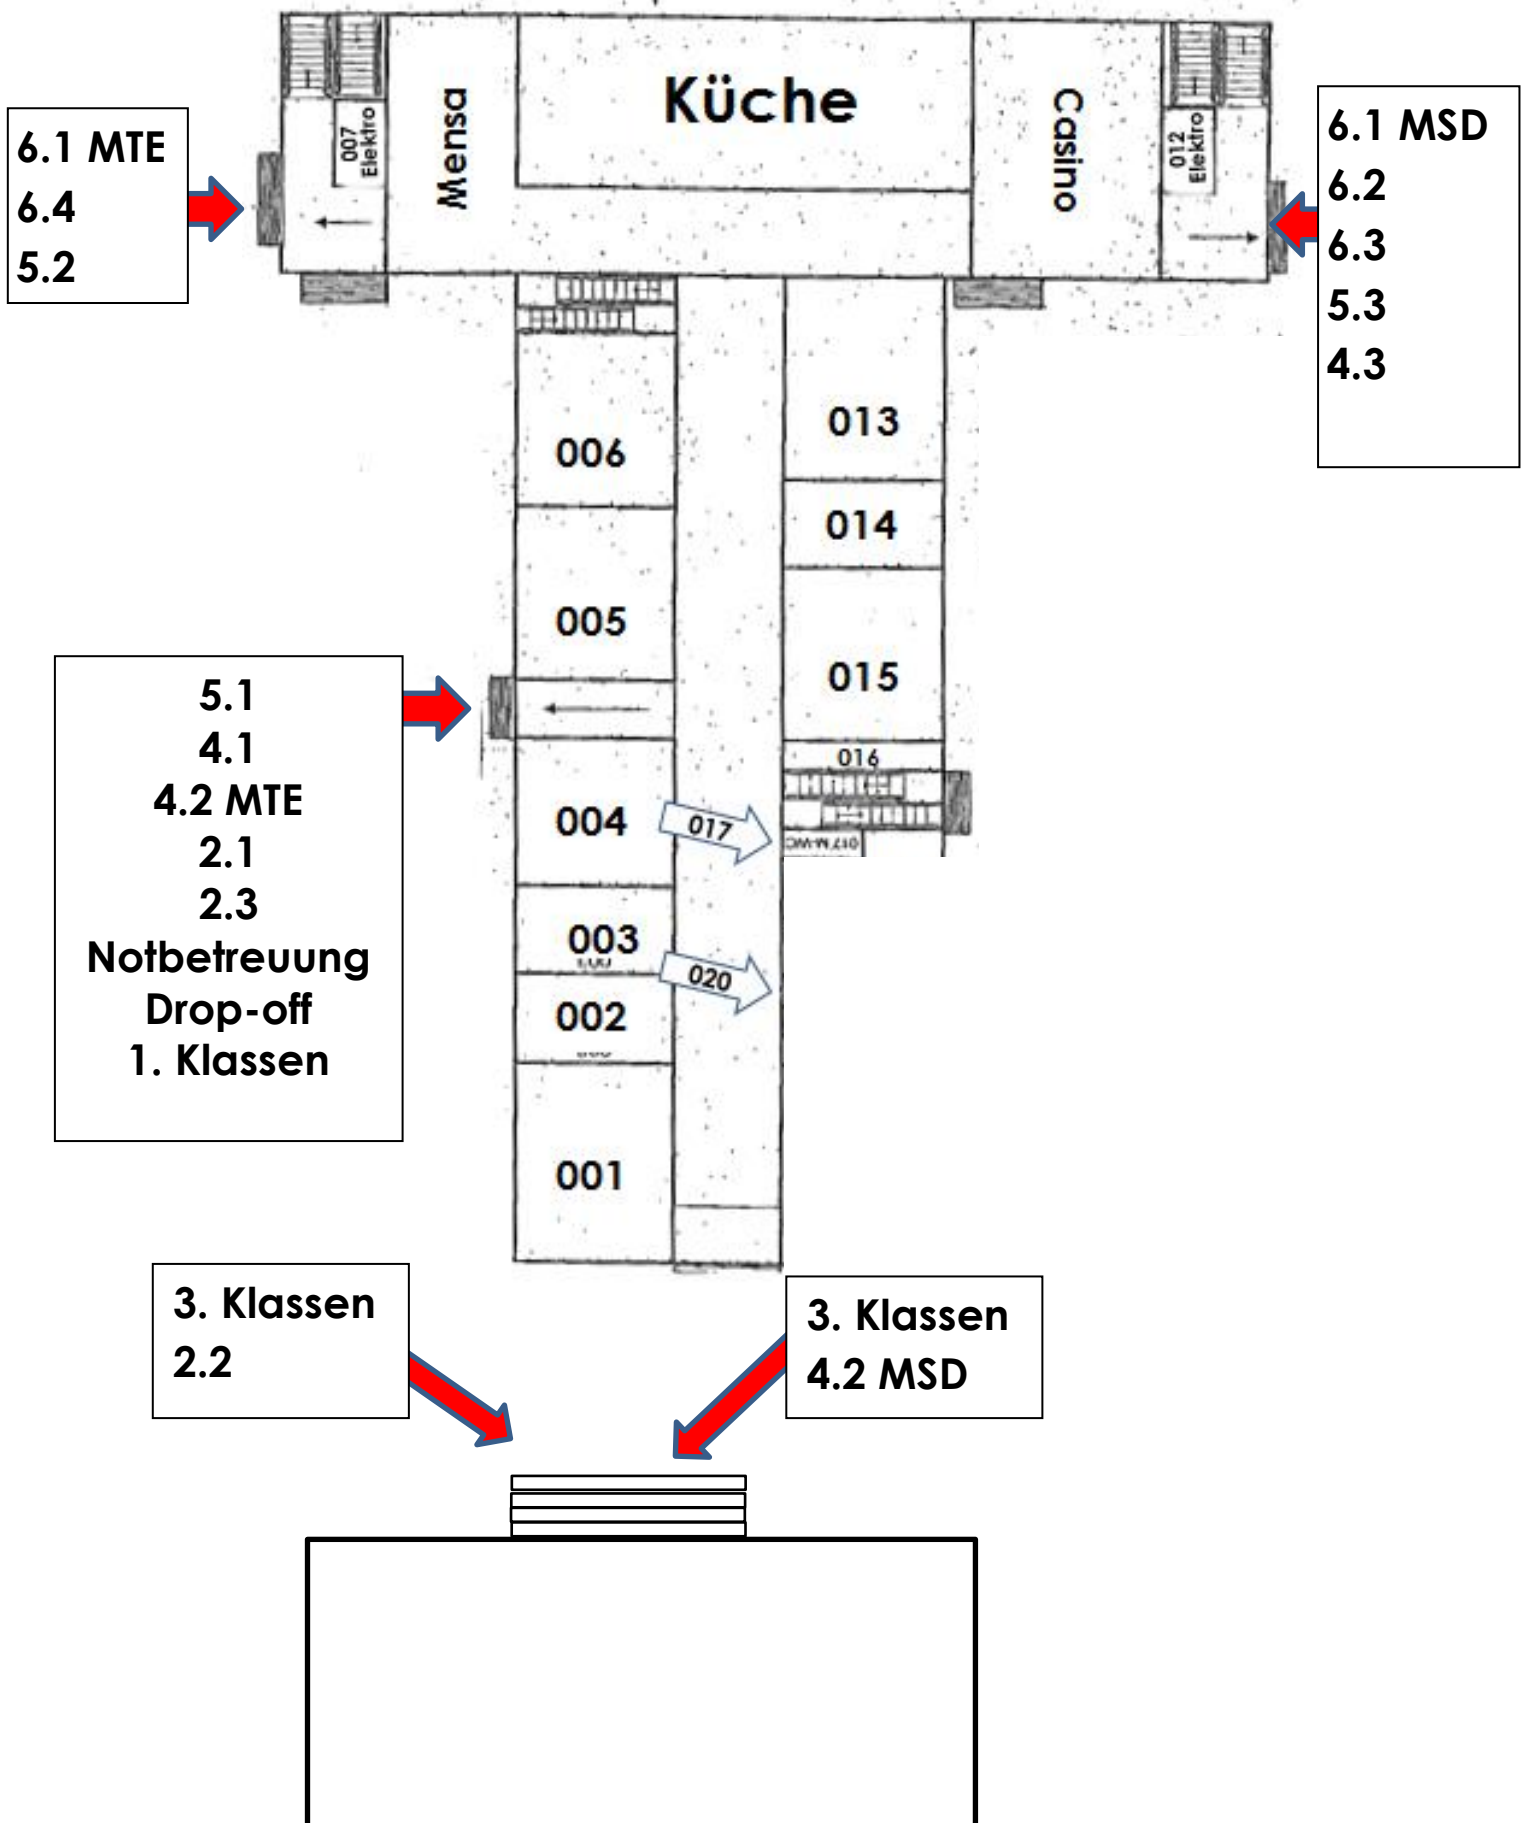 6.1 MTE
6.4
5.2
007
Elektro
Mensa
Küche
Casino
012
Elektro
6.1 MSD
6.2
6.3
5.3
4.3
006
013
014
005
015
016
5.1
4.1
4.2 MTE
2.1
2.3
Notbetreuung
Drop-off
1. Klassen
004
017
017 M-WC
003
020
002
001
3. Klassen
2.2
3. Klassen
4.2 MSD